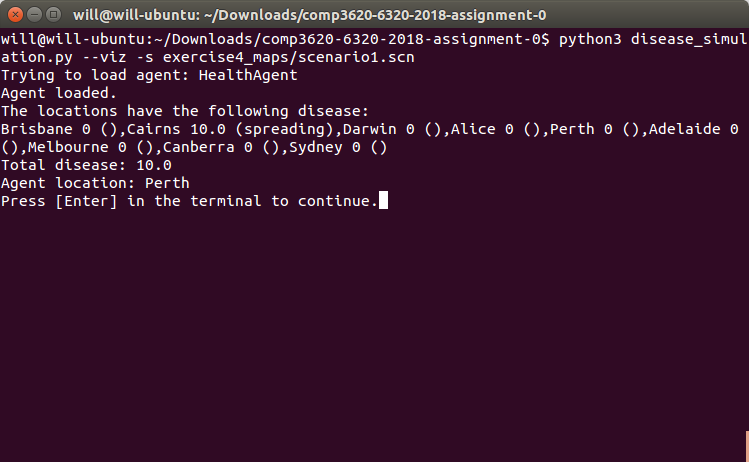 will@will-ubuntu: ~/Downloads/comp3620-6320-2018-assignment-0
will@will-ubuntu:~/Downloads/comp3620-6320-2018-assignment-0$ python3 disease_simul
ation.py --viz -s exercise4_maps/scenario1.scn
Trying to load agent: HealthAgent
Agent loaded.
The locations have the following disease:
Brisbane 0 (),Cairns 10.0 (spreading),Darwin 0 (),Alice 0 (),Perth 0 (),Adelaide 0
(),Melbourne 0 (),Canberra 0 (),Sydney 0 ()
Total disease: 10.0
Agent location: Perth
Press [Enter] in the terminal to continue.